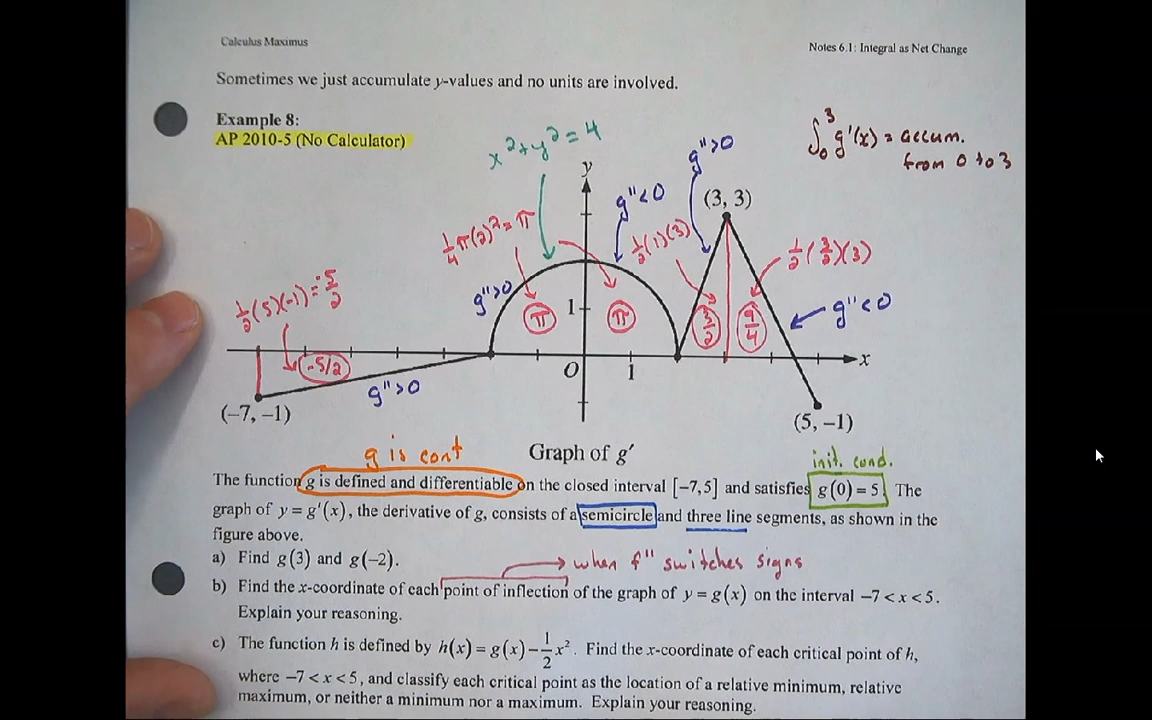 Calculus Maximus
Notes 6.1: Integral as Net Change
Sometimes we just accumulate y-values and no units are involved.
Example 8:
AP 2010-5 (No Calculator)
x²+y²=4
∫₀³ g'(x) = accum.
from 0 to 3
y
g">0
g"<0
(3, 3)
¼π(2)²=π
½(1)(3)
½(3/2)(3)
½(5)(-1)=-5/2
g">0
1
π
π
3/2
9/4
g"<0
-5/2
g">0
O
1
x
(−7, −1)
(5, −1)
g is cont
Graph of g′
init. cond.
The function g is defined and differentiable on the closed interval [−7,5] and satisfies g(0) = 5. The
graph of y = g′(x), the derivative of g, consists of a semicircle and three line segments, as shown in the
figure above.
a) Find g(3) and g(−2).
when f" switches signs
b) Find the x-coordinate of each point of inflection of the graph of y = g(x) on the interval −7 < x < 5.
Explain your reasoning.
c) The function h is defined by h(x) = g(x) − ½x². Find the x-coordinate of each critical point of h,
where −7 < x < 5, and classify each critical point as the location of a relative minimum, relative
maximum, or neither a minimum nor a maximum. Explain your reasoning.